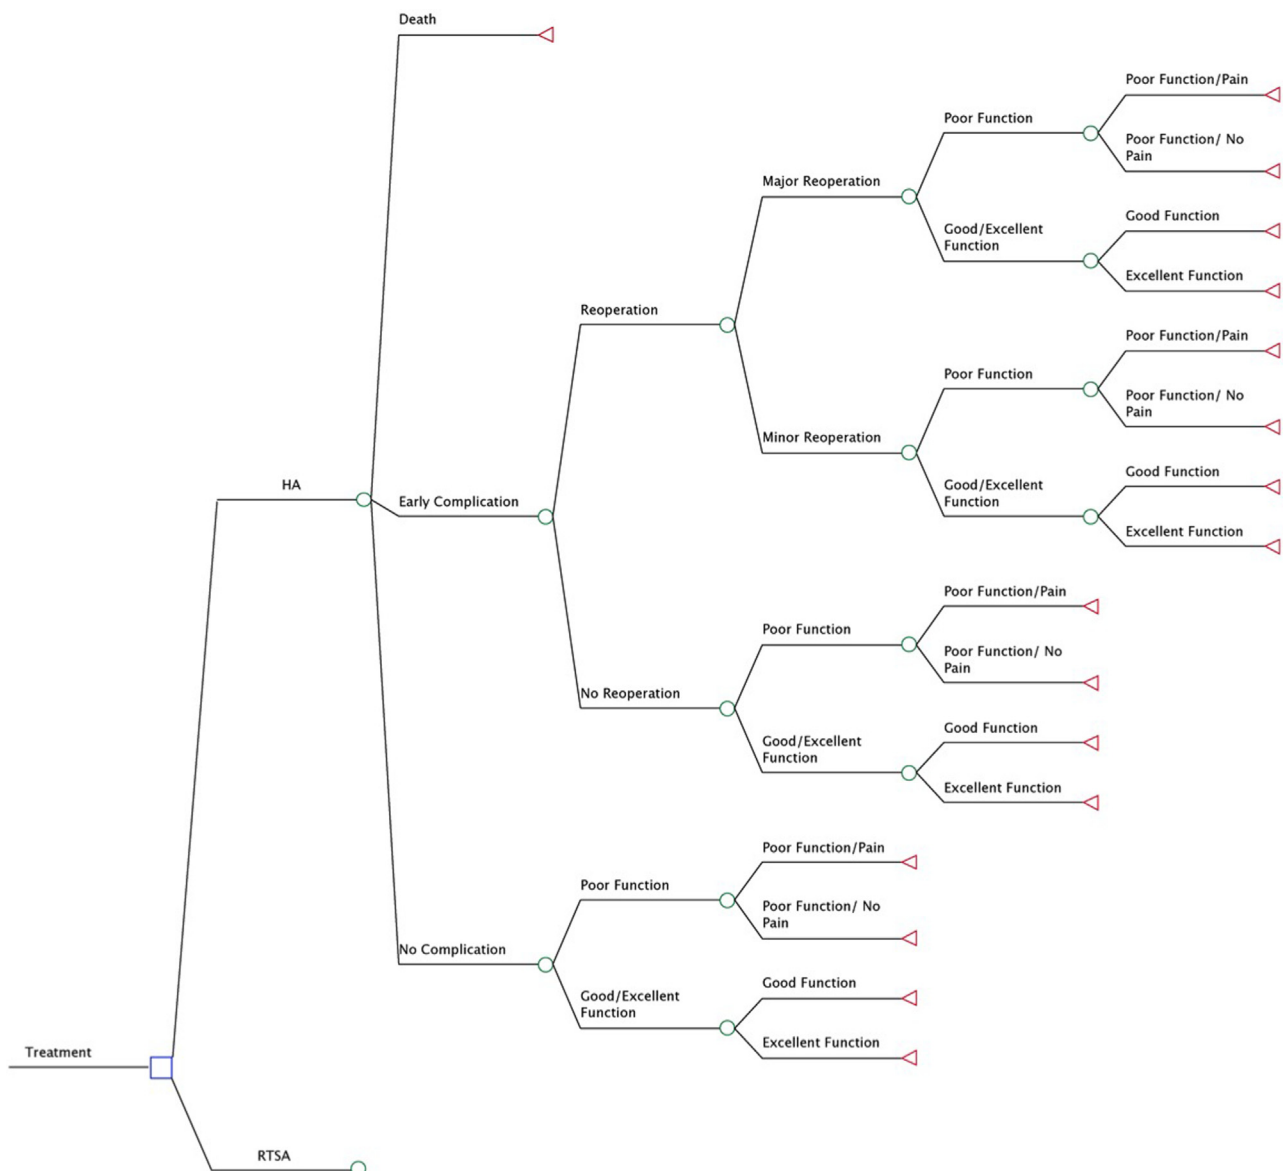 Death
Poor Function/Pain
Poor Function
Poor Function/ No
Pain
Major Reoperation
Good Function
Good/Excellent
Function
Excellent Function
Reoperation
Poor Function/Pain
Poor Function
Poor Function/ No
Pain
Minor Reoperation
Good Function
Good/Excellent
Function
Excellent Function
HA
Early Complication
Poor Function/Pain
Poor Function
Poor Function/ No
Pain
No Reoperation
Good Function
Good/Excellent
Function
Excellent Function
Poor Function/Pain
Poor Function
Poor Function/ No
Pain
No Complication
Good Function
Good/Excellent
Function
Excellent Function
Treatment
RTSA